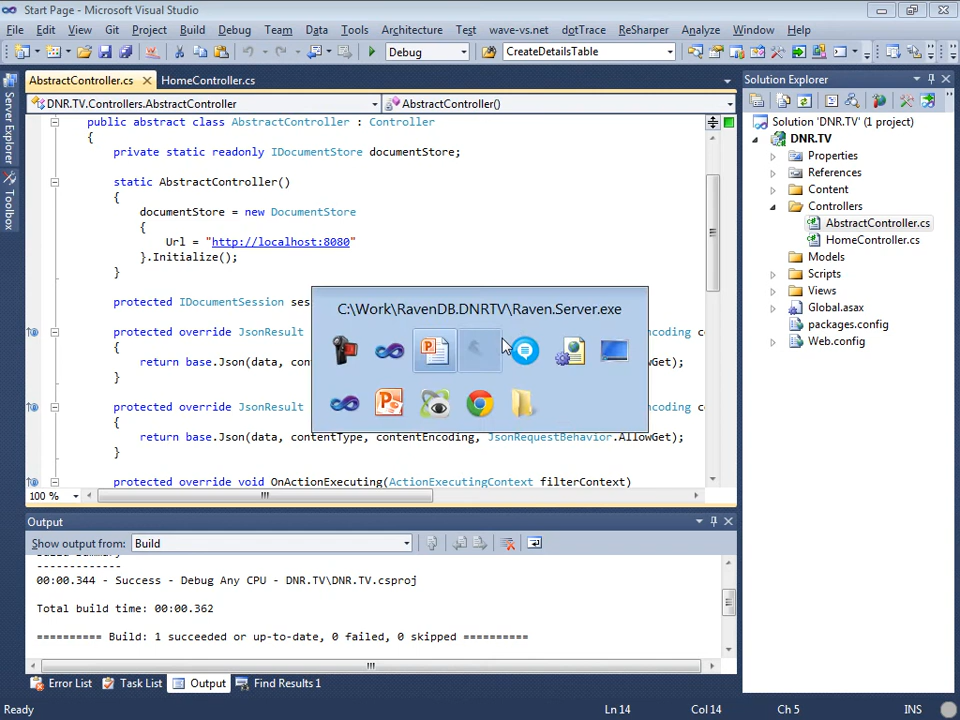 Start Page - Microsoft Visual Studio
File Edit View Git Project Build Debug Team Data Tools Architecture Test wave-vs.net dotTrace ReSharper Analyze Window Help
Debug CreateDetailsTable
AbstractController.cs HomeController.cs
DNR.TV.Controllers.AbstractController AbstractController()
public abstract class AbstractController : Controller
{
private static readonly IDocumentStore documentStore;
static AbstractController()
{
documentStore = new DocumentStore
{
Url = "http://localhost:8080"
}.Initialize();
}
protected IDocumentSession ses
protected override JsonResult
ncoding c
return base.Json(data, conten
}
protected override JsonResult
ncoding c
{
return base.Json(data, contentType, contentEncoding, JsonRequestBehavior.AllowGet);
}
protected override void OnActionExecuting(ActionExecutingContext filterContext)
100 %
C:\Work\RavenDB.DNRTV\Raven.Server.exe
Server Explorer
Toolbox
Solution Explorer
Solution 'DNR.TV' (1 project)
DNR.TV
Properties
References
Content
Controllers
AbstractController.cs
HomeController.cs
Models
Scripts
Views
Global.asax
packages.config
Web.config
Output
Show output from: Build
-------------
00:00.344 - Success - Debug Any CPU - DNR.TV\DNR.TV.csproj
Total build time: 00:00.362
========== Build: 1 succeeded or up-to-date, 0 failed, 0 skipped ==========
Error List Task List Output Find Results 1
Ready Ln 14 Col 14 Ch 5 INS